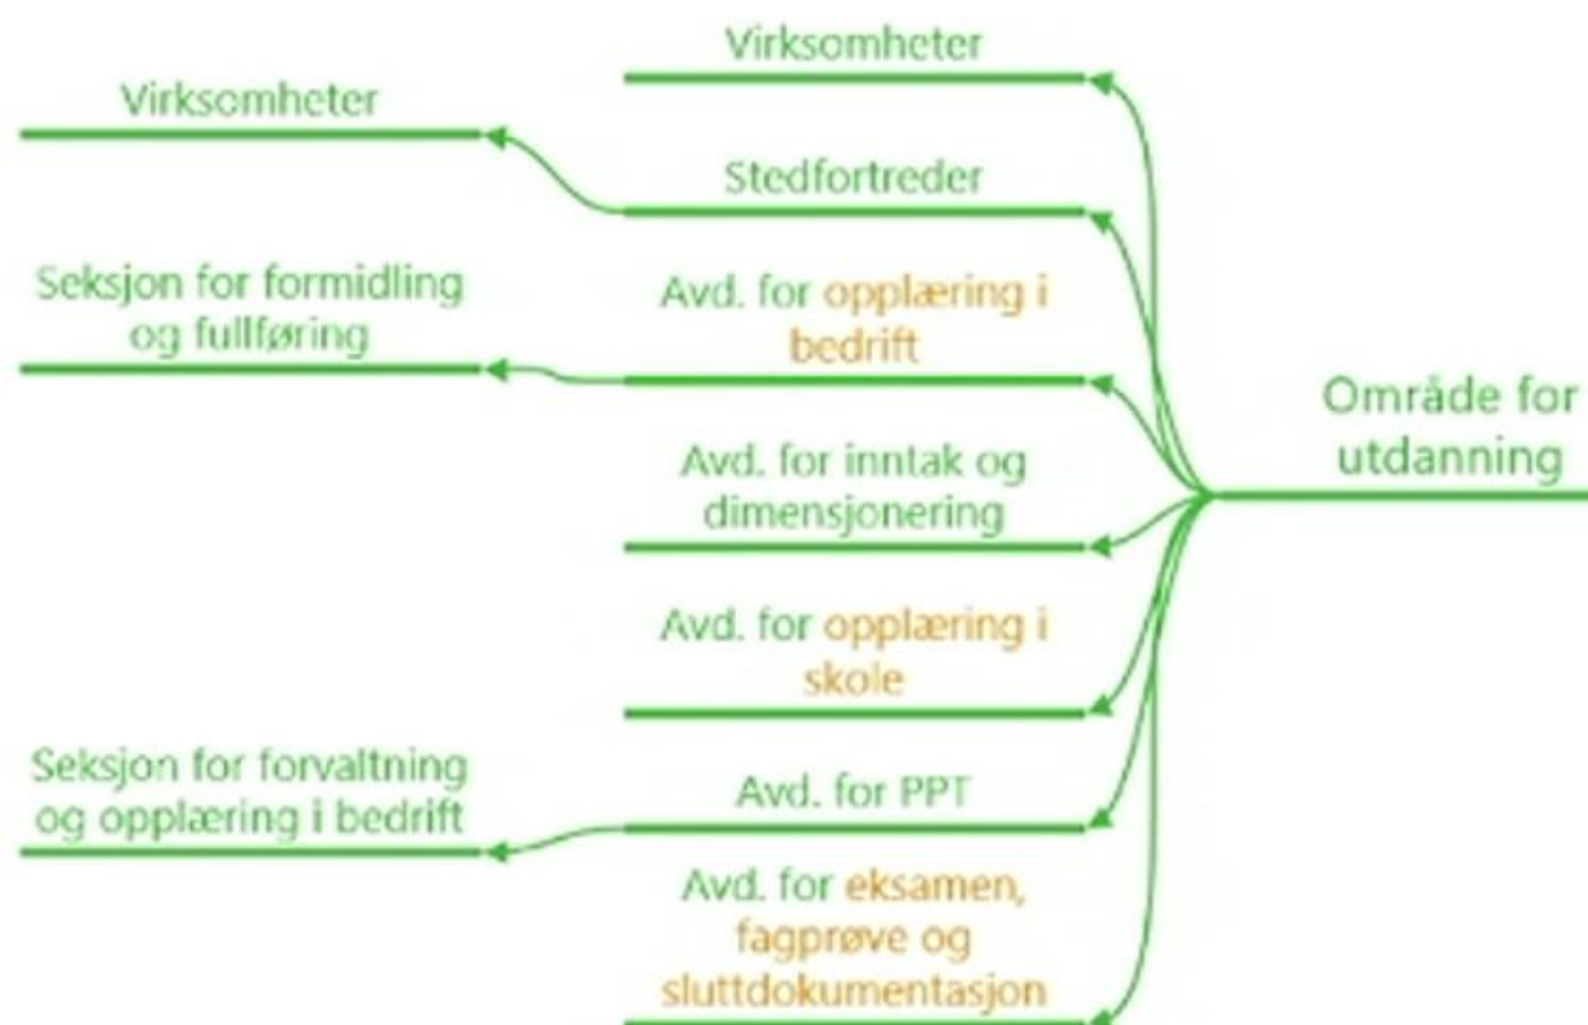 Virksomheter
Virksomheter
Stedfortreder
Seksjon for formidling
og fullføring
Avd. for opplæring i
bedrift
Område for
utdanning
Avd. for inntak og
dimensjonering
Avd. for opplæring i
skole
Seksjon for forvaltning
og opplæring i bedrift
Avd. for PPT
Avd. for eksamen,
fagprøve og
sluttdokumentasjon